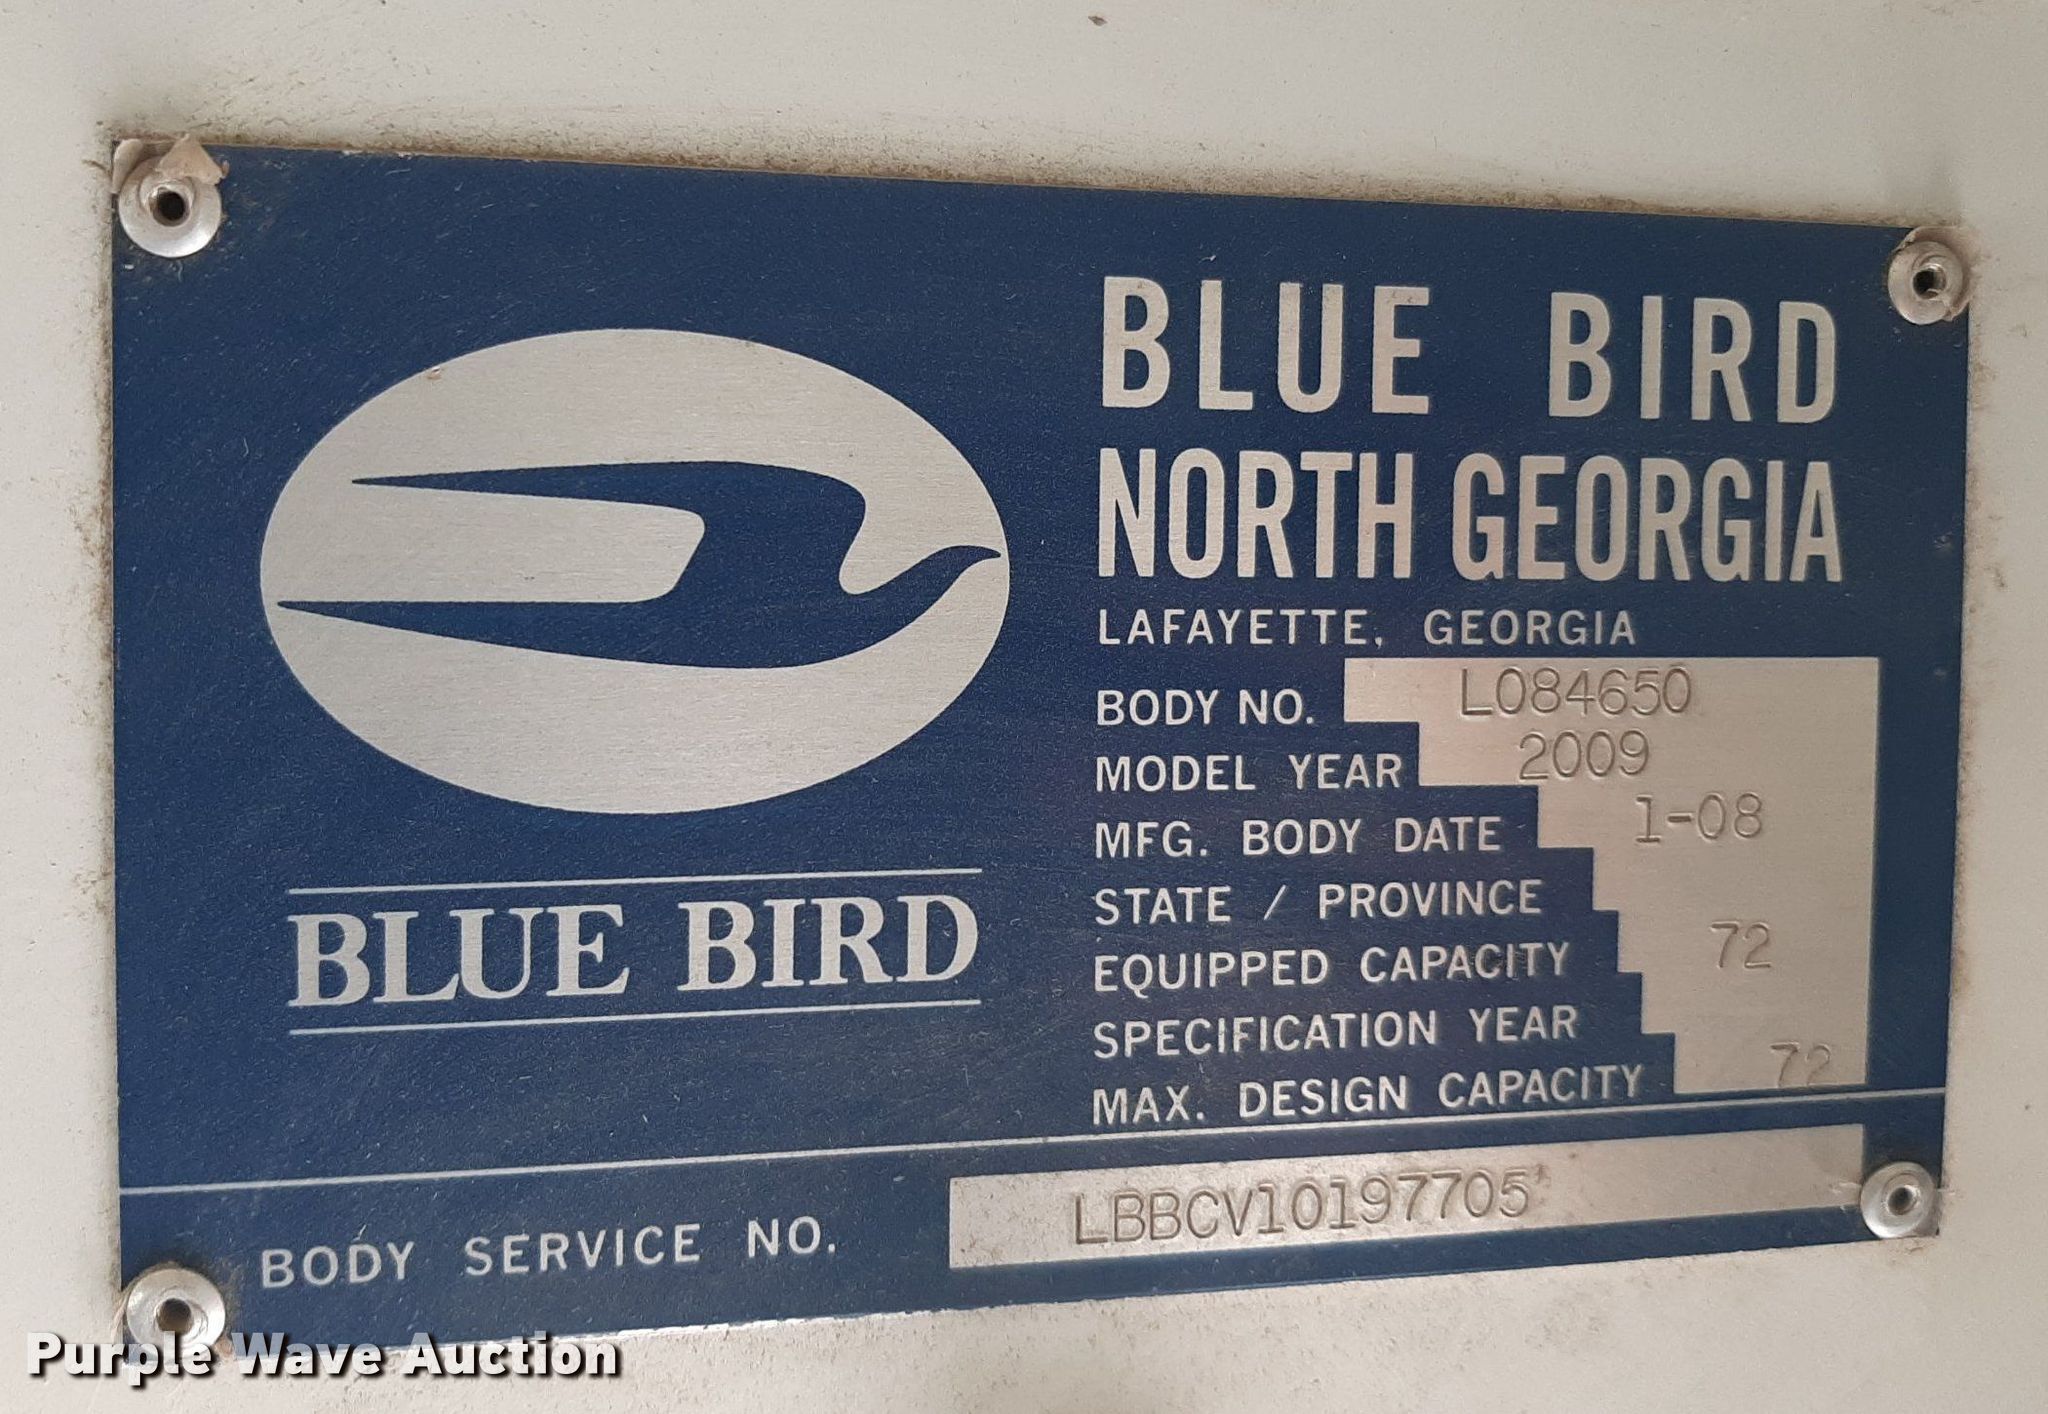 BLUE BIRD
NORTH GEORGIA
LAFAYETTE, GEORGIA
BODY NO. L084650
MODEL YEAR 2009
MFG. BODY DATE 1-08
STATE / PROVINCE
EQUIPPED CAPACITY 72
SPECIFICATION YEAR
MAX. DESIGN CAPACITY 72
BLUE BIRD
BODY SERVICE NO. LBBCV10197705*
Purple Wave Auction